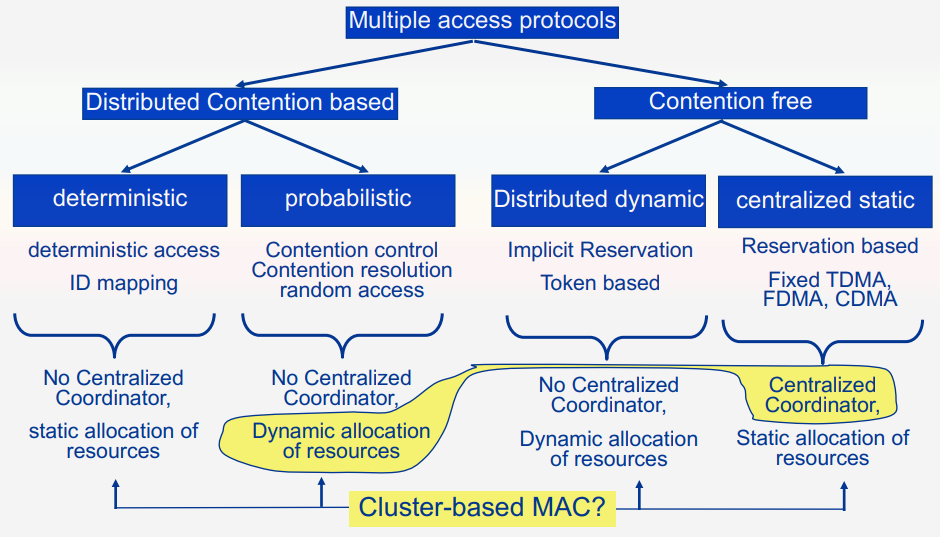 Multiple access protocols
Distributed Contention based
Contention free
deterministic
probabilistic
Distributed dynamic
centralized static
deterministic access
ID mapping
Contention control
Contention resolution
random access
Implicit Reservation
Token based
Reservation based
Fixed TDMA,
FDMA, CDMA
No Centralized
Coordinator,
static allocation of
resources
No Centralized
Coordinator,
Dynamic allocation
of resources
No Centralized
Coordinator,
Dynamic allocation
of resources
Centralized
Coordinator,
Static allocation of
resources
Cluster-based MAC?